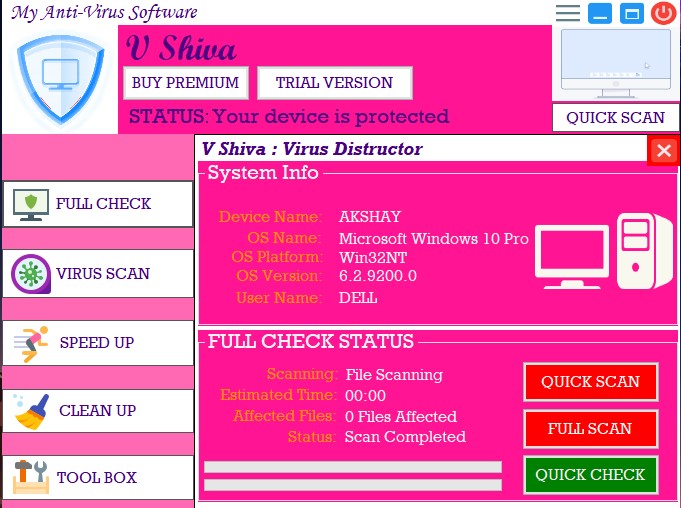 My Anti-Virus Software
V Shiva
BUY PREMIUM
TRIAL VERSION
STATUS:Your device is protected
QUICK SCAN
V Shiva : Virus Distructor
FULL CHECK
VIRUS SCAN
SPEED UP
CLEAN UP
TOOL BOX
System Info
Device Name: AKSHAY
OS Name: Microsoft Windows 10 Pro
OS Platform: Win32NT
OS Version: 6.2.9200.0
User Name: DELL
FULL CHECK STATUS
Scanning: File Scanning
Estimated Time: 00:00
Affected Files: 0 Files Affected
Status: Scan Completed
QUICK SCAN
FULL SCAN
QUICK CHECK